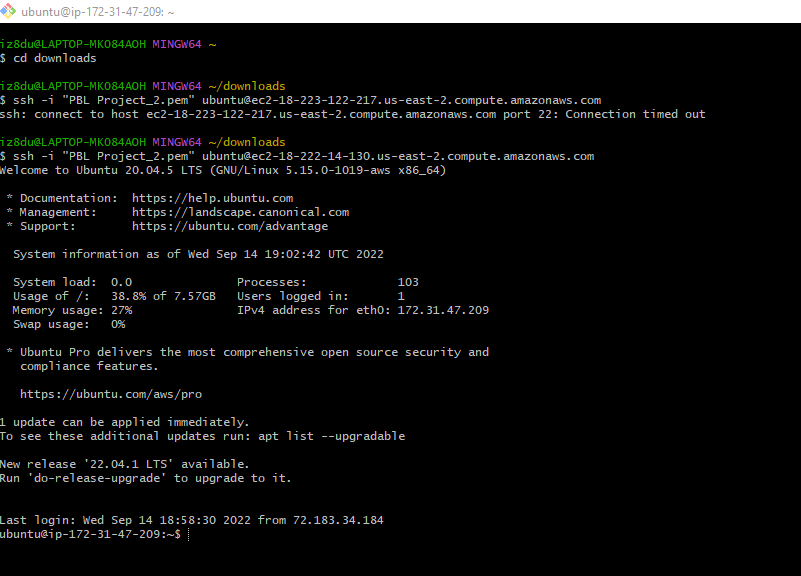 ubuntu@ip-172-31-47-209: ~
iz8du@LAPTOP-MKO84AOH MINGW64 ~
$ cd downloads
iz8du@LAPTOP-MKO84AOH MINGW64 ~/downloads
$ ssh -i "PBL Project_2.pem" ubuntu@ec2-18-223-122-217.us-east-2.compute.amazonaws.com
ssh: connect to host ec2-18-223-122-217.us-east-2.compute.amazonaws.com port 22: Connection timed out
iz8du@LAPTOP-MKO84AOH MINGW64 ~/downloads
$ ssh -i "PBL Project_2.pem" ubuntu@ec2-18-222-14-130.us-east-2.compute.amazonaws.com
Welcome to Ubuntu 20.04.5 LTS (GNU/Linux 5.15.0-1019-aws x86_64)
* Documentation:  https://help.ubuntu.com
* Management:     https://landscape.canonical.com
* Support:        https://ubuntu.com/advantage
System information as of Wed Sep 14 19:02:42 UTC 2022
System load:  0.0               Processes:             103
Usage of /:   38.8% of 7.57GB   Users logged in:       1
Memory usage: 27%               IPv4 address for eth0: 172.31.47.209
Swap usage:   0%
* Ubuntu Pro delivers the most comprehensive open source security and
compliance features.
https://ubuntu.com/aws/pro
1 update can be applied immediately.
To see these additional updates run: apt list --upgradable
New release '22.04.1 LTS' available.
Run 'do-release-upgrade' to upgrade to it.
Last login: Wed Sep 14 18:58:30 2022 from 72.183.34.184
ubuntu@ip-172-31-47-209:~$